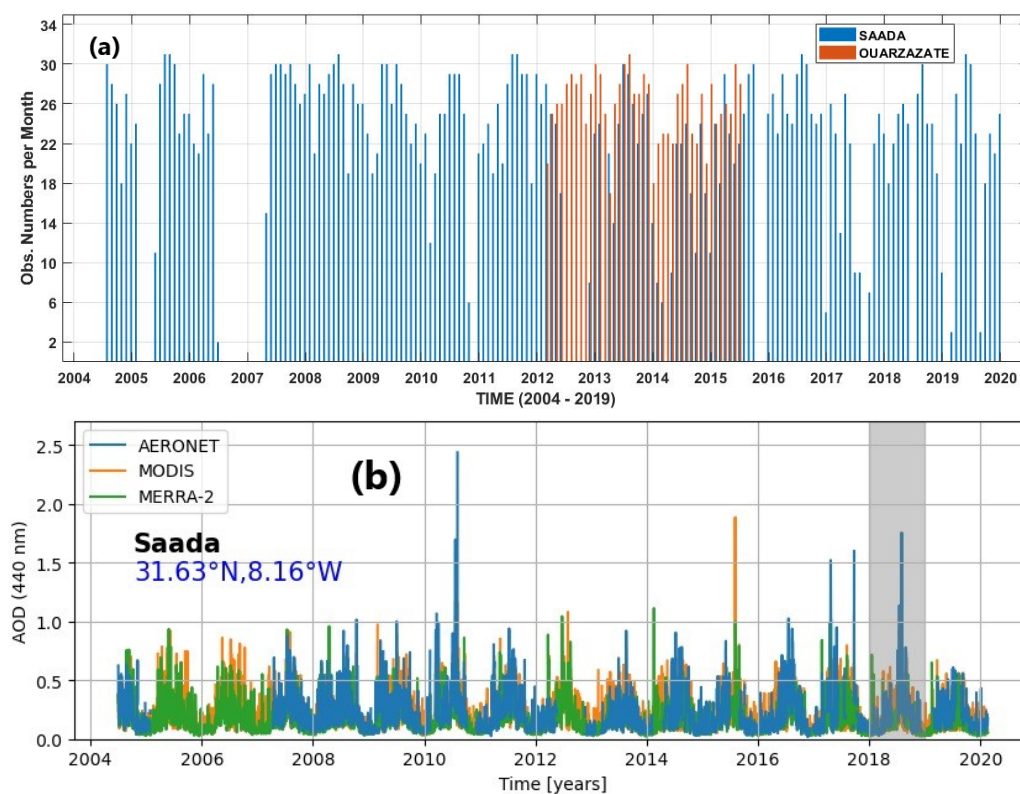 (a)
SAADA
OUARZAZATE
Obs. Numbers per Month
34
30
26
22
18
14
10
6
2
2004 2005 2006 2007 2008 2009 2010 2011 2012 2013 2014 2015 2016 2017 2018 2019 2020
TIME (2004 - 2019)
AERONET
MODIS
MERRA-2
(b)
Saada
31.63°N,8.16°W
AOD (440 nm)
2.5
2.0
1.5
1.0
0.5
0.0
2004 2006 2008 2010 2012 2014 2016 2018 2020
Time [years]